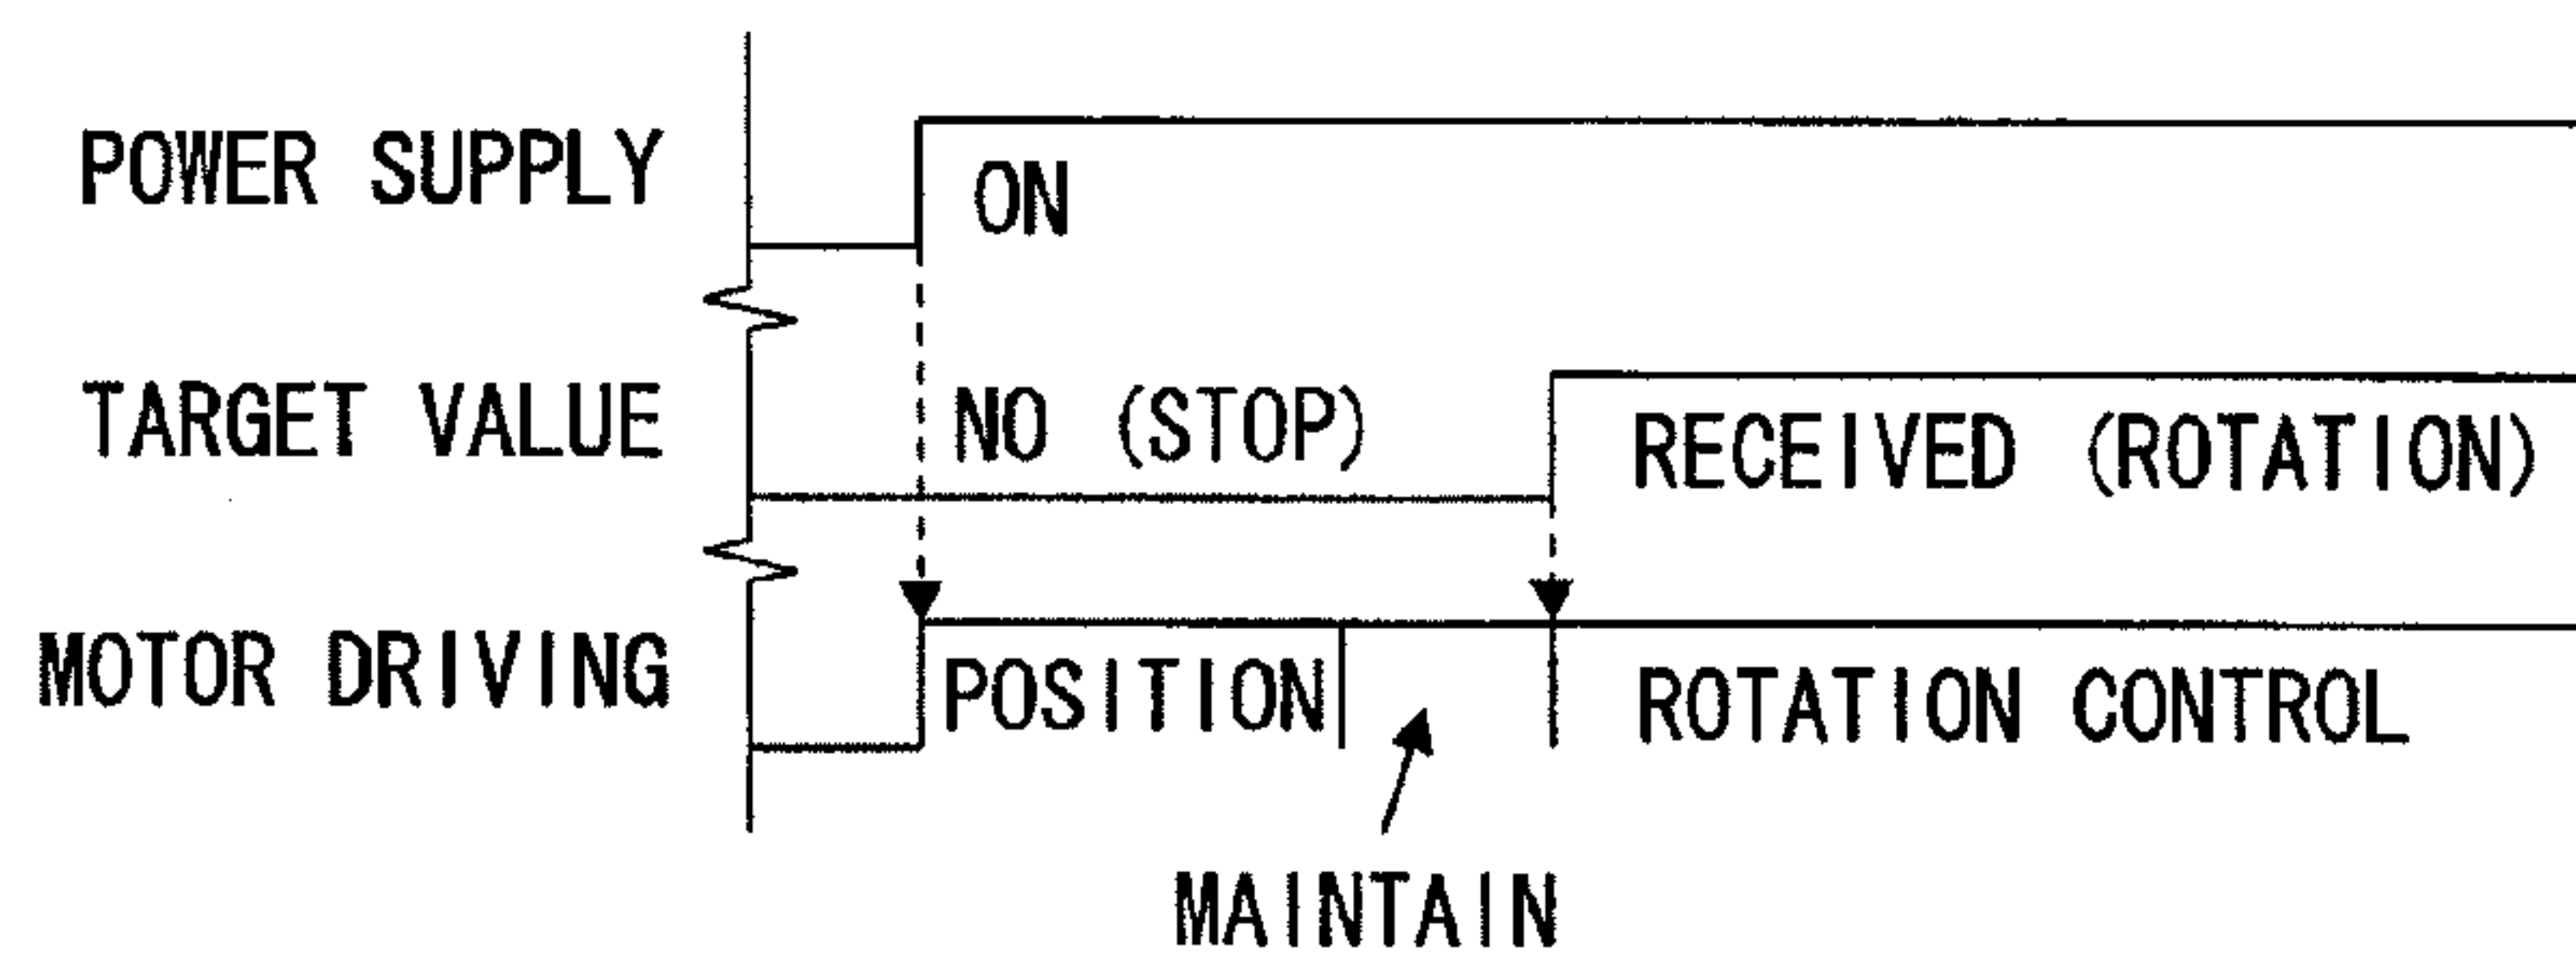 POWER SUPPLY
ON
TARGET VALUE
NO (STOP)
RECEIVED (ROTATION)
MOTOR DRIVING
POSITION
ROTATION CONTROL
MAINTAIN